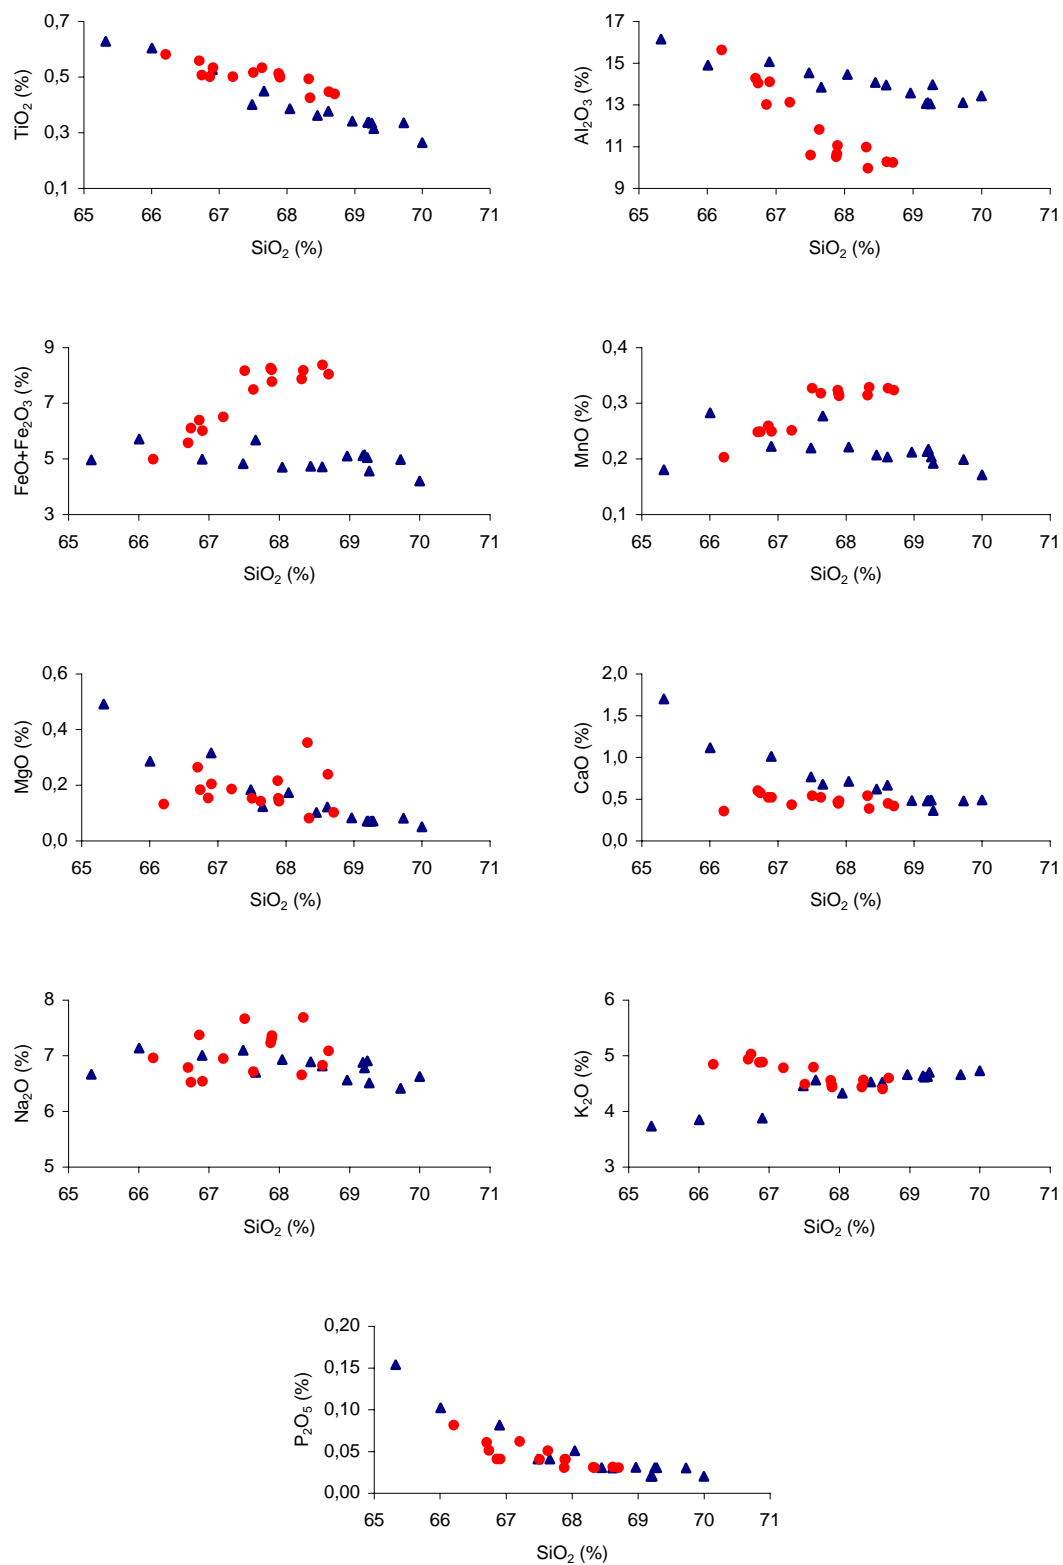 0,7
0,5
0,3
0,1
TiO₂ (%)
65 66 67 68 69 70 71
SiO₂ (%)
17
15
13
11
9
Al₂O₃ (%)
65 66 67 68 69 70 71
SiO₂ (%)
9
7
5
3
FeO+Fe₂O₃ (%)
65 66 67 68 69 70 71
SiO₂ (%)
0,4
0,3
0,2
0,1
MnO (%)
65 66 67 68 69 70 71
SiO₂ (%)
0,6
0,4
0,2
0,0
MgO (%)
65 66 67 68 69 70 71
SiO₂ (%)
2,0
1,5
1,0
0,5
0,0
CaO (%)
65 66 67 68 69 70 71
SiO₂ (%)
8
7
6
5
Na₂O (%)
65 66 67 68 69 70 71
SiO₂ (%)
6
5
4
3
K₂O (%)
65 66 67 68 69 70 71
SiO₂ (%)
0,20
0,15
0,10
0,05
0,00
P₂O₅ (%)
65 66 67 68 69 70 71
SiO₂ (%)